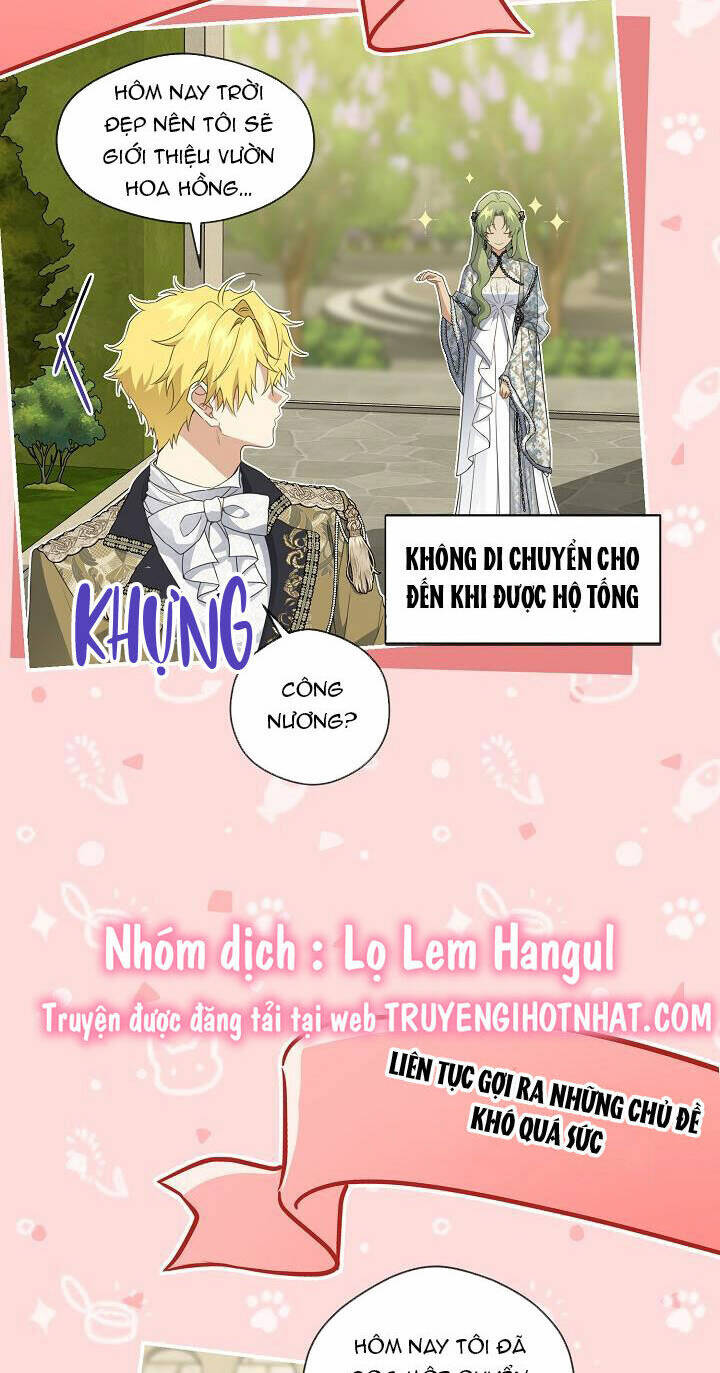 HÔM NAY TRỜI
ĐẸP NÊN TÔI SẼ
GIỚI THIỆU VƯỜN
HOA HỒNG...
KHÔNG DI CHUYỂN CHO
ĐẾN KHI ĐƯỢC HỘ TỐNG
KHỰNG
CÔNG
NƯƠNG?
Nhóm dịch : Lọ Lem Hangul
Truyện được đăng tải tại web TRUYENGIHOTNHAT.COM
LIÊN TỤC GỢI RA NHỮNG CHỦ ĐỀ
KHÓ QUÁ SỨC
HÔM NAY TÔI ĐÃ